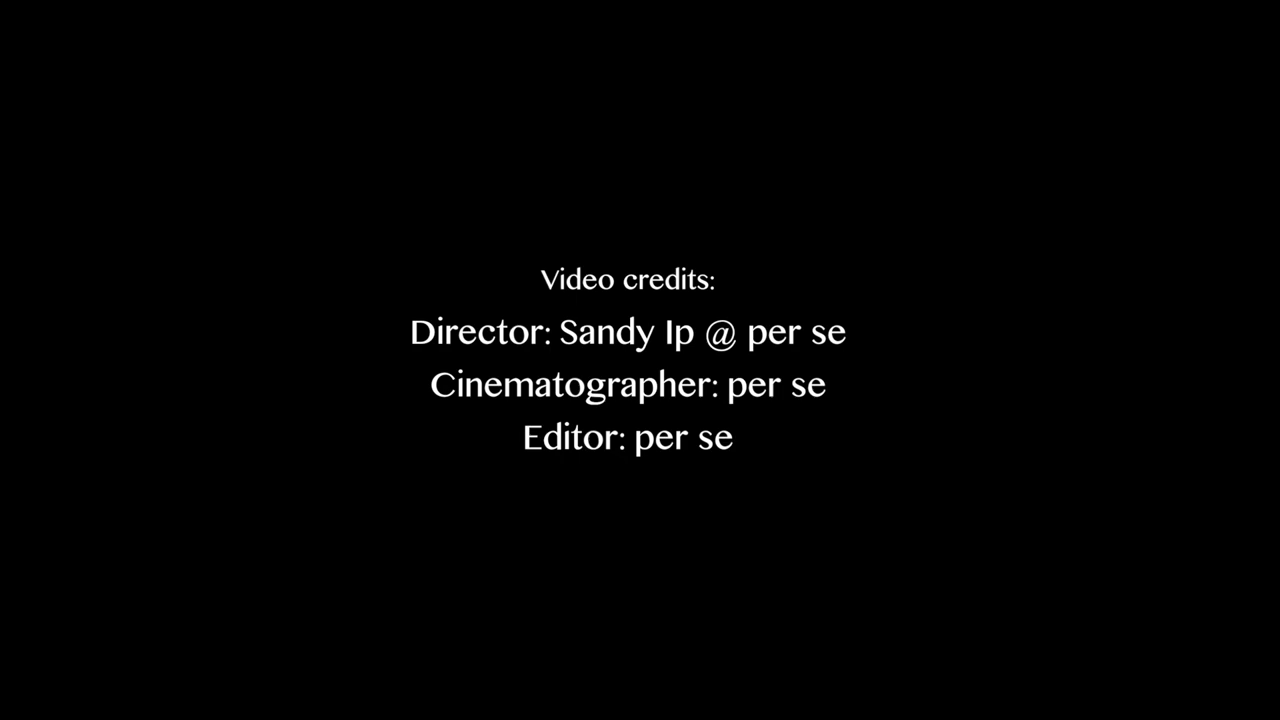 Video credits:
Director: Sandy Ip @ per se
Cinematographer: per se
Editor: per se